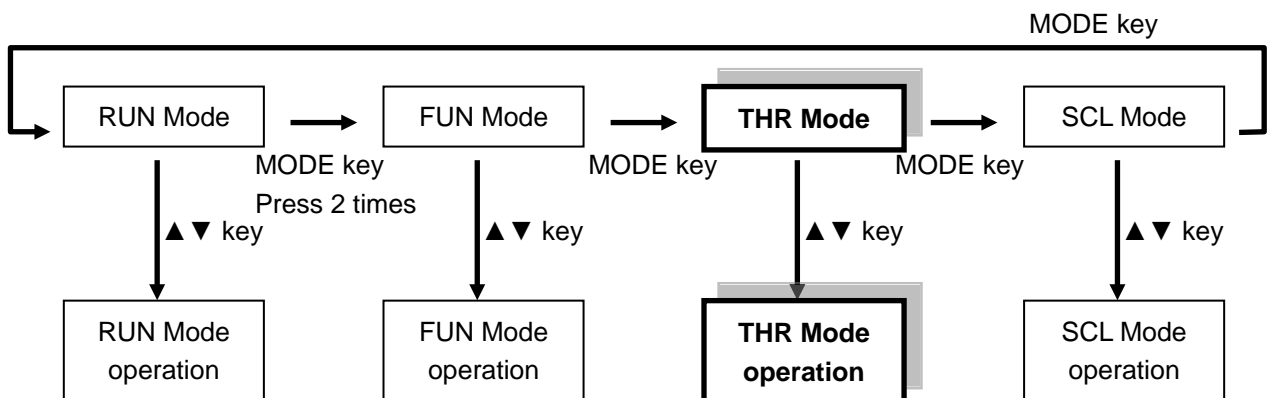 MODE key
RUN Mode
FUN Mode
THR Mode
SCL Mode
MODE key
Press 2 times
MODE key
MODE key
▲▼ key
▲▼ key
▲▼ key
▲▼ key
RUN Mode
operation
FUN Mode
operation
THR Mode
operation
SCL Mode
operation